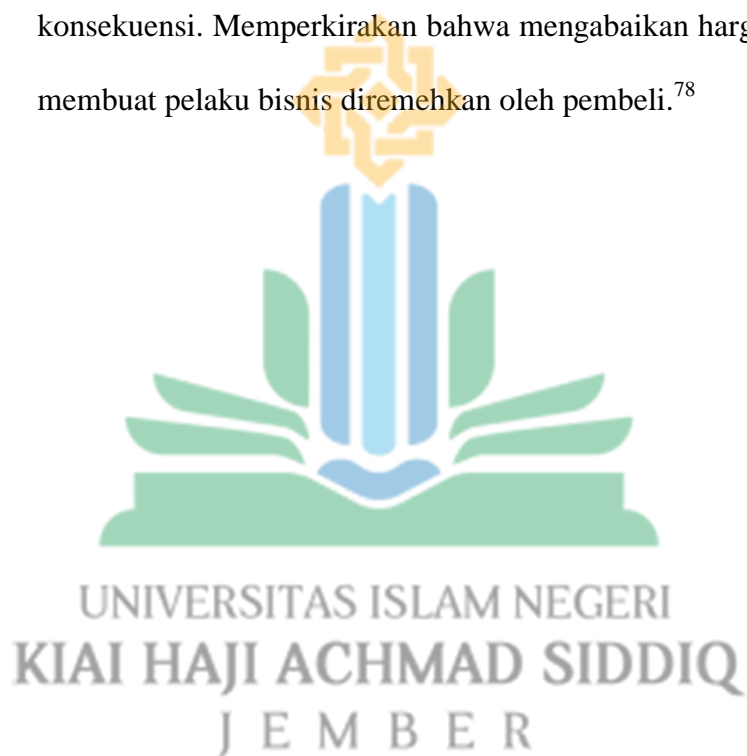 konsekuensi. Memperkirakan bahwa mengabaikan harg
membuat pelaku bisnis diremehkan oleh pembeli.78
UNIVERSITAS ISLAM NEGERI
KIAI HAJI ACHMAD SIDDIQ
JEMBER